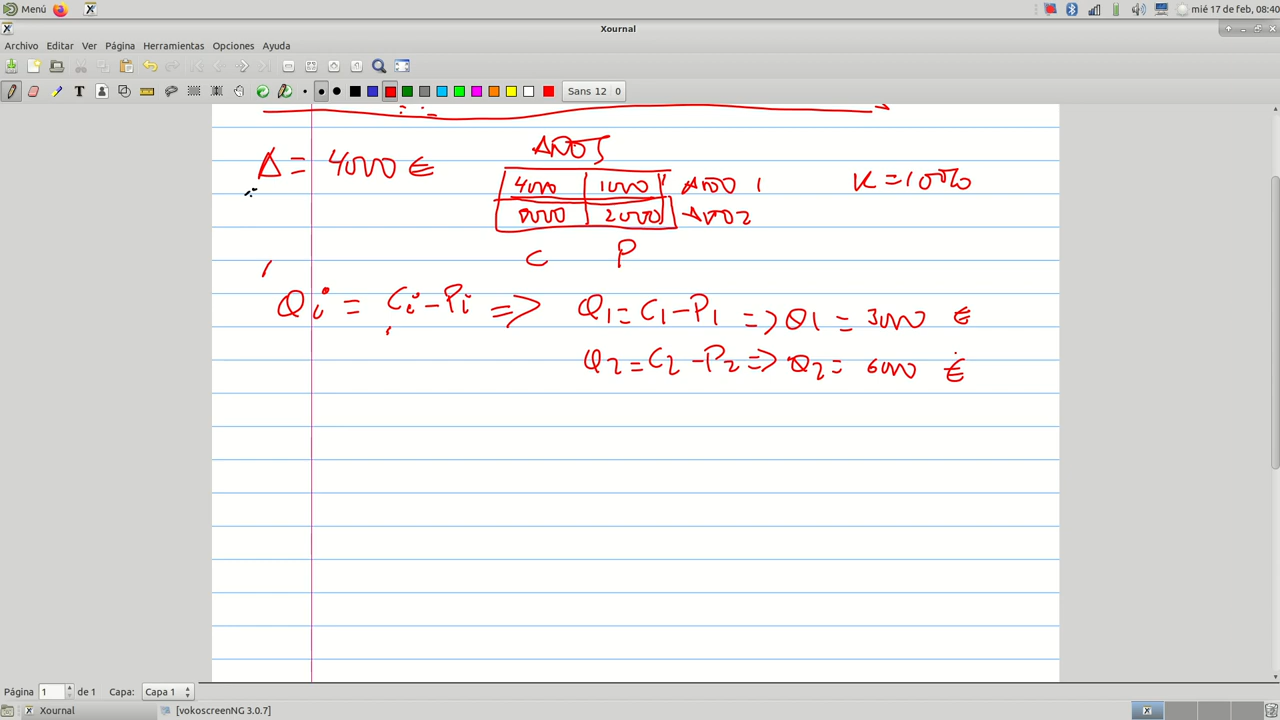 Menú
mié 17 de feb, 08:40
Xournal
Archivo Editar Ver Página Herramientas Opciones Ayuda
Sans 12 0
A = 4000 €
AÑOS
4000 1000 AÑO 1
8000 2000 AÑO 2
K = 10%
C P
Qi = Ci - Pi => Q1 = C1 - P1 => Q1 = 3000 €
Q2 = C2 - P2 => Q2 = 6000 €
Página 1 de 1 Capa: Capa 1
Xournal [vokoscreenNG 3.0.7]